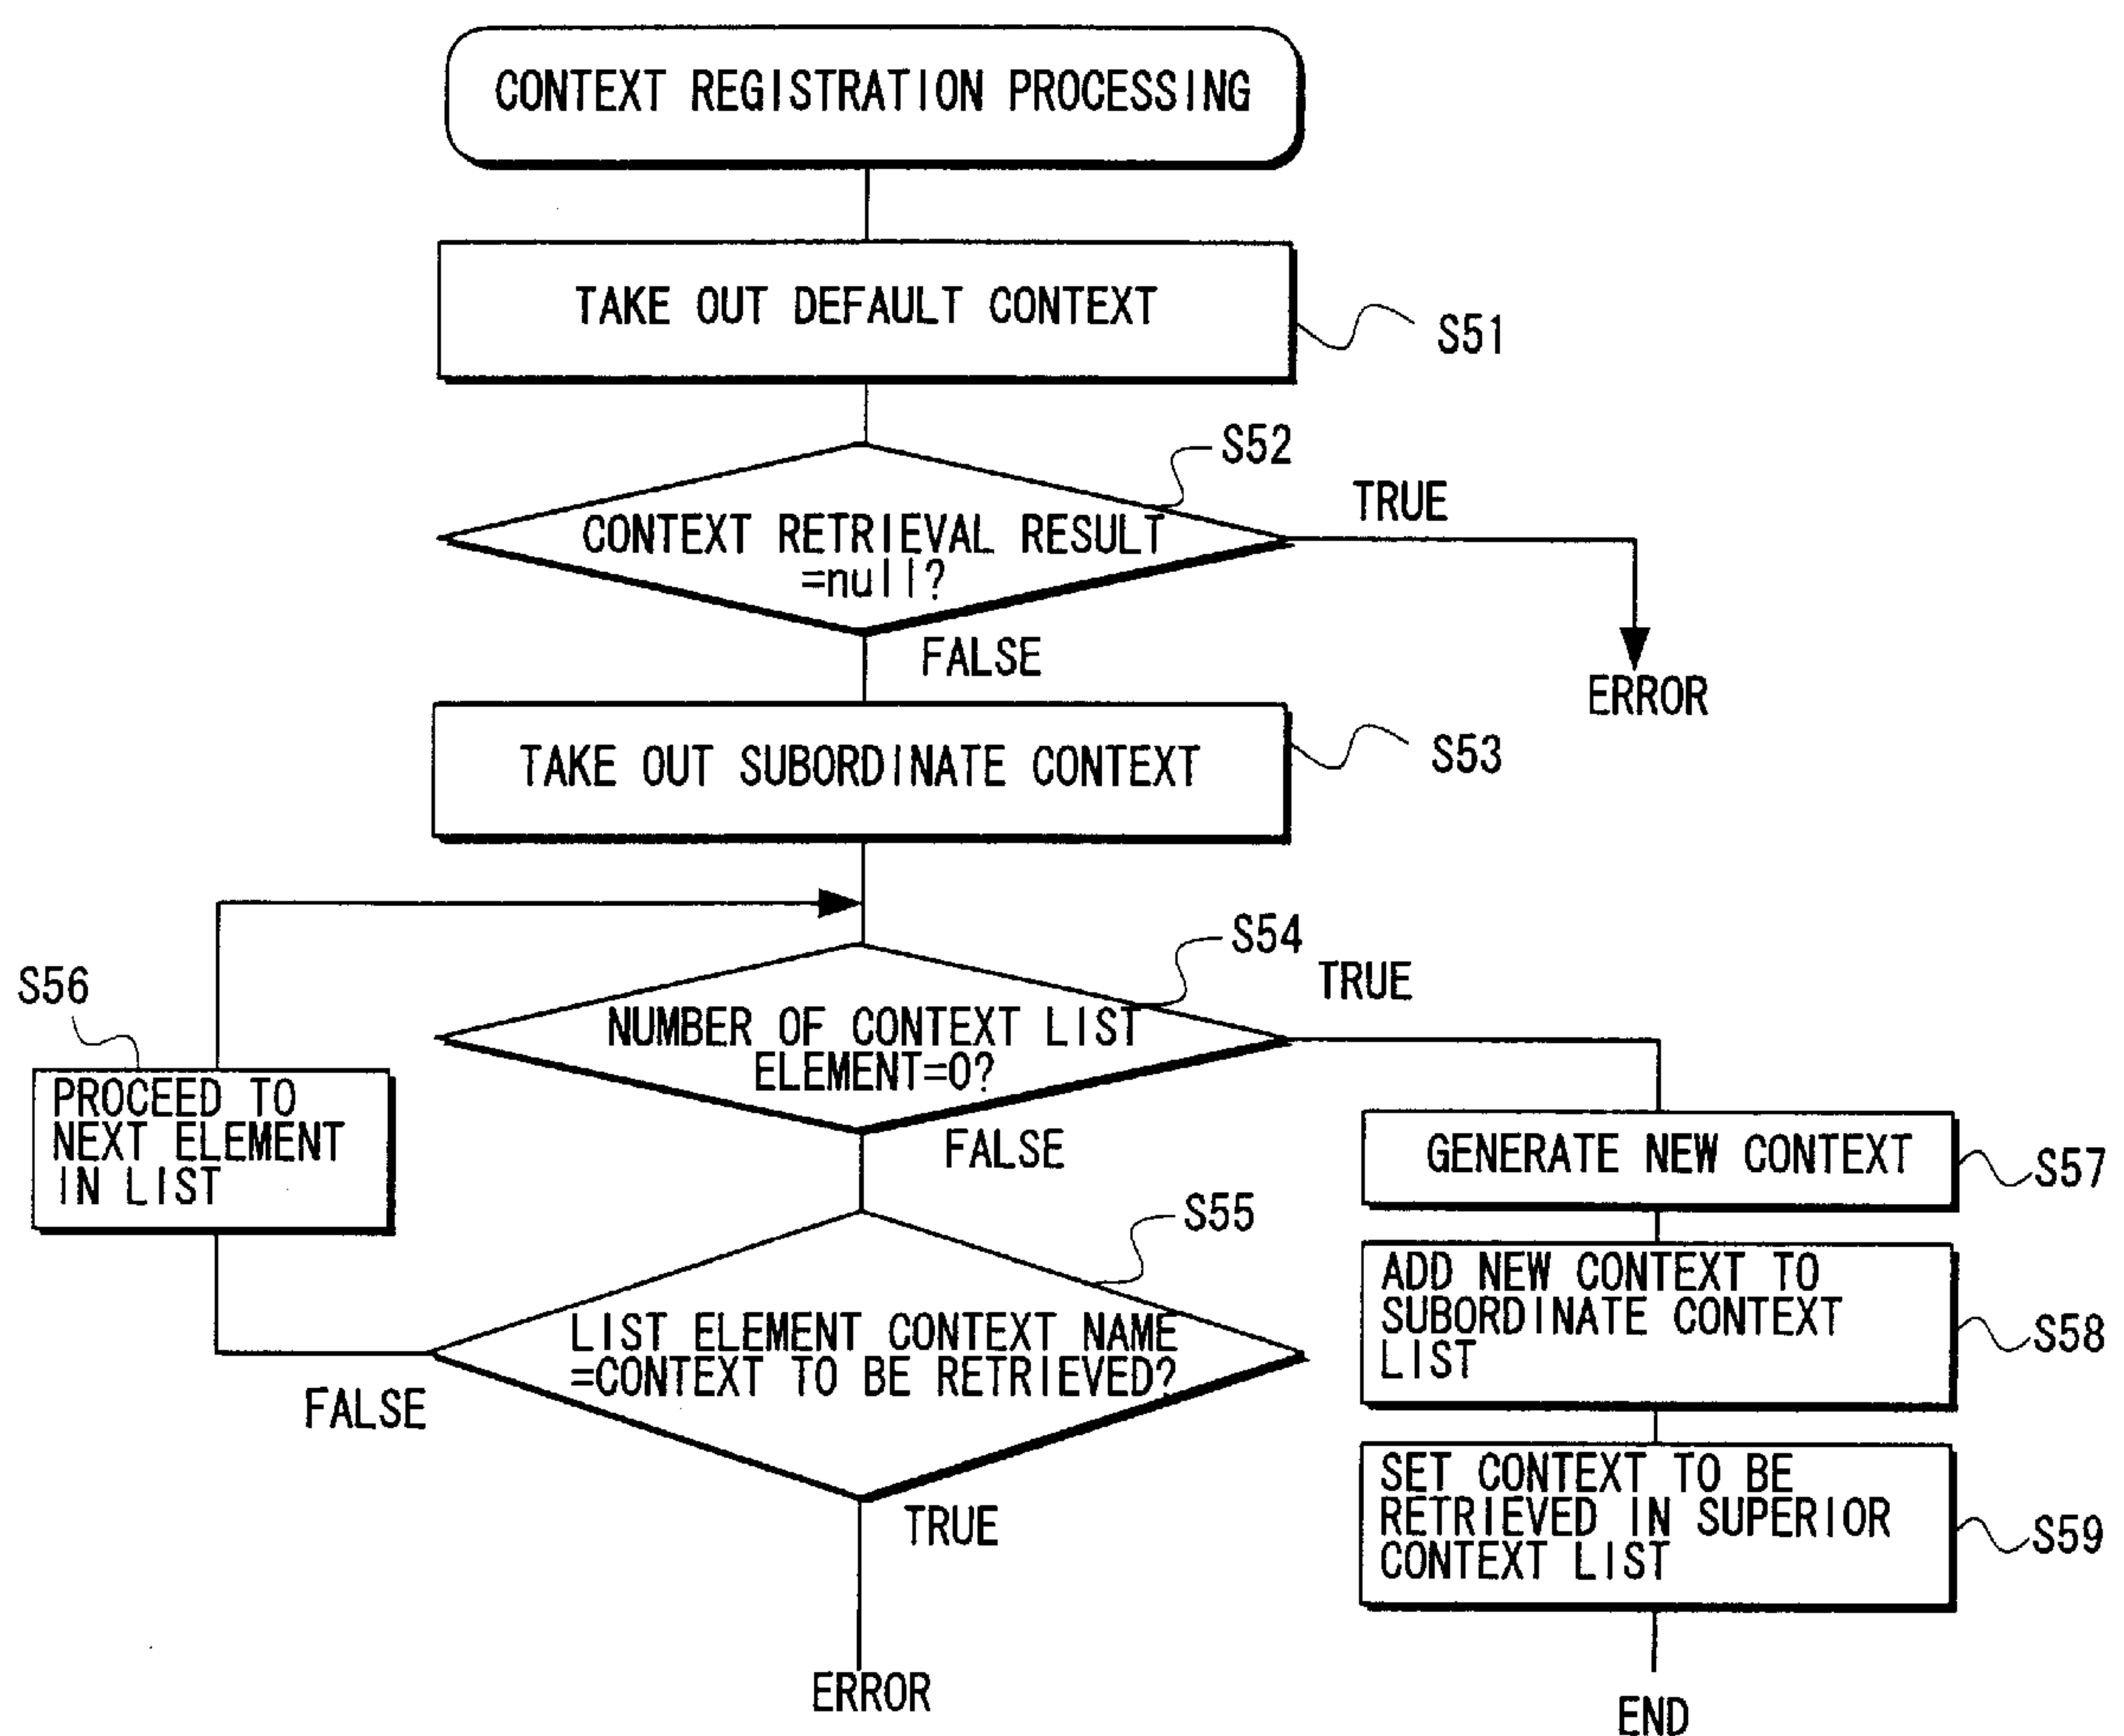 CONTEXT REGISTRATION PROCESSING
TAKE OUT DEFAULT CONTEXT
S51
S52
CONTEXT RETRIEVAL RESULT
=null?
TRUE
ERROR
FALSE
TAKE OUT SUBORDINATE CONTEXT
S53
S54
NUMBER OF CONTEXT LIST
ELEMENT=0?
TRUE
FALSE
S56
PROCEED TO
NEXT ELEMENT
IN LIST
S55
LIST ELEMENT CONTEXT NAME
=CONTEXT TO BE RETRIEVED?
FALSE
TRUE
ERROR
GENERATE NEW CONTEXT
S57
ADD NEW CONTEXT TO
SUBORDINATE CONTEXT
LIST
S58
SET CONTEXT TO BE
RETRIEVED IN SUPERIOR
CONTEXT LIST
S59
END